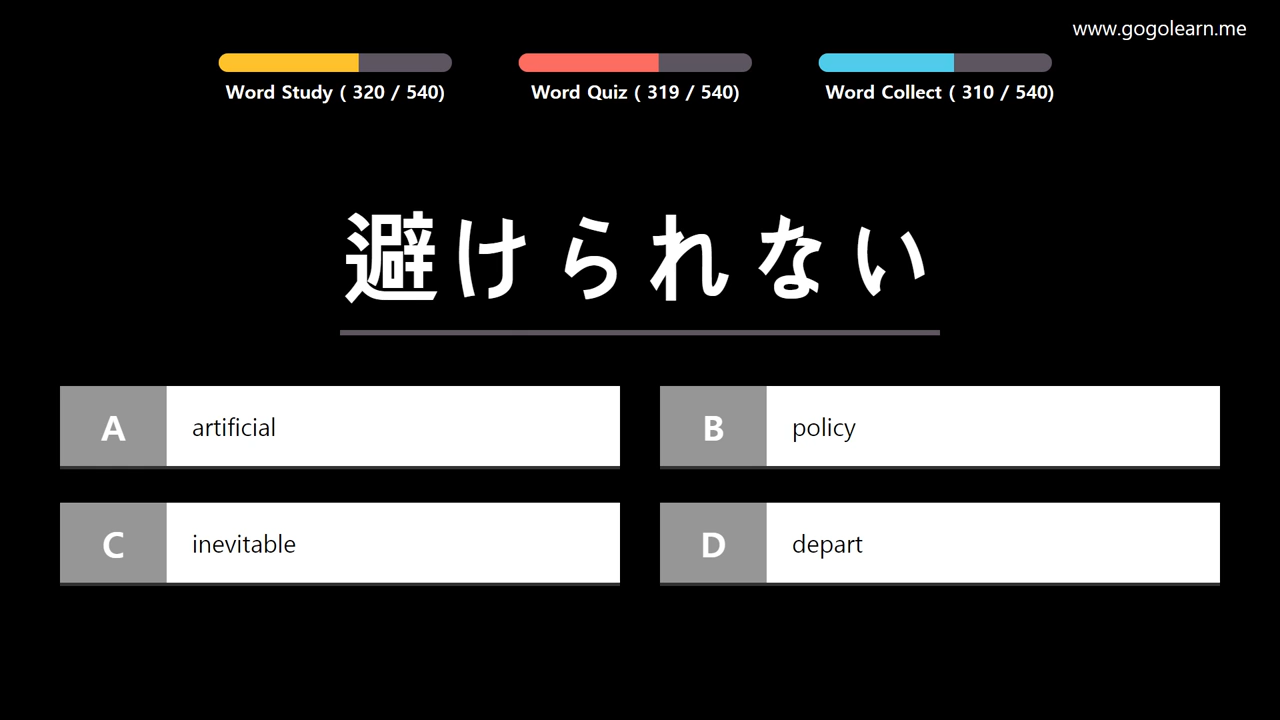 www.gogolearn.me
Word Study ( 320 / 540)
Word Quiz ( 319 / 540)
Word Collect ( 310 / 540)
避けられない
A artificial
B policy
C inevitable
D depart